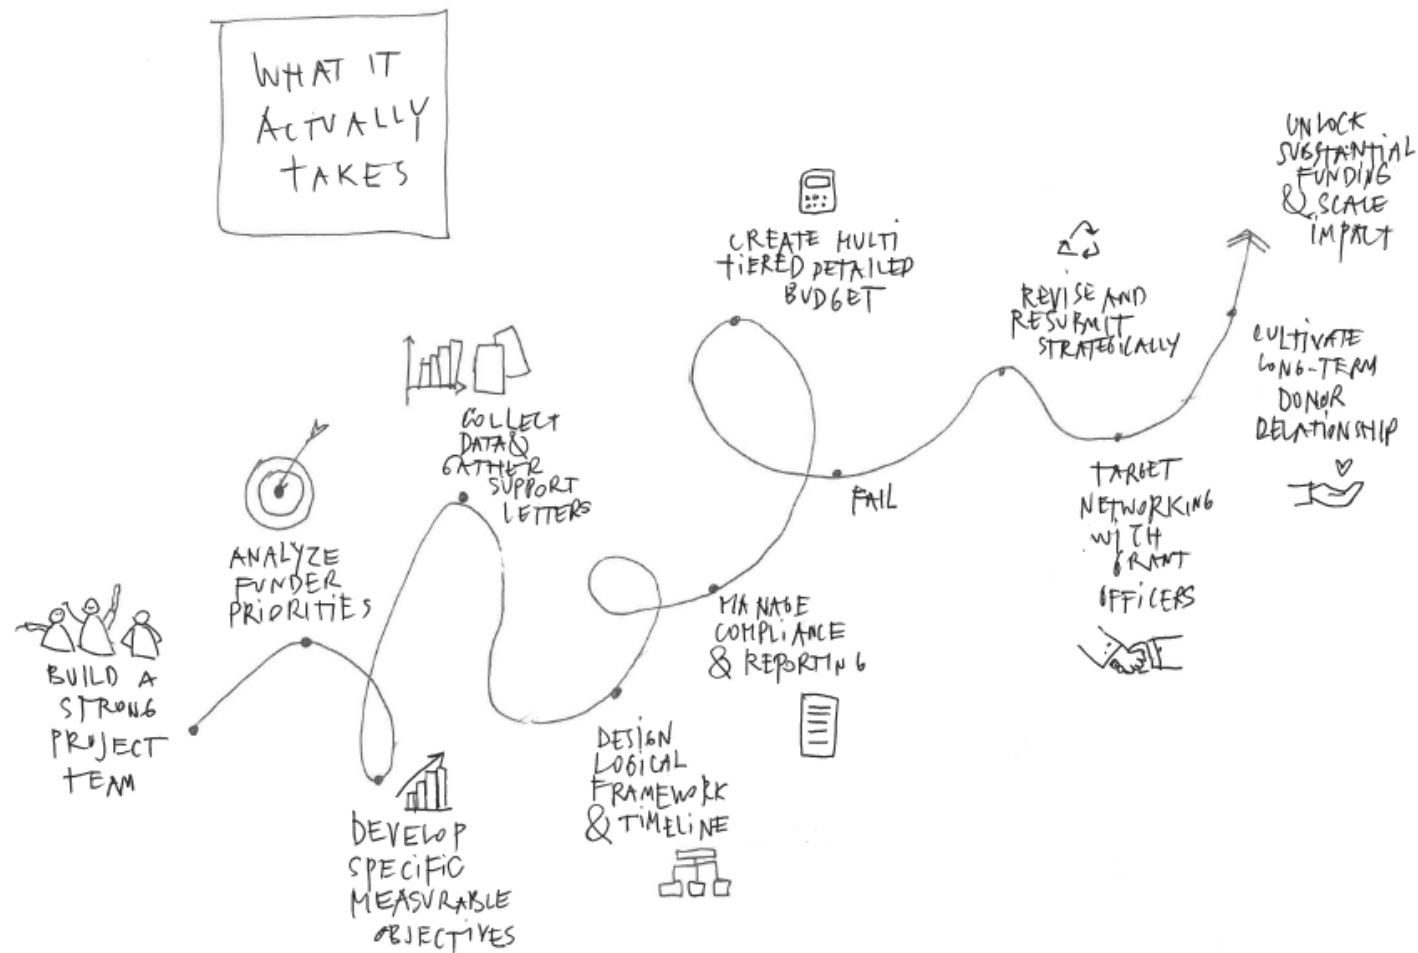 WHAT IT
ACTUALLY
TAKES
BUILD A
STRONG
PROJECT
TEAM
ANALYZE
FUNDER
PRIORITIES
DEVELOP
SPECIFIC
MEASURABLE
OBJECTIVES
COLLECT
DATA &
GATHER
SUPPORT
LETTERS
DESIGN
LOGICAL
FRAMEWORK
& TIMELINE
MANAGE
COMPLIANCE
& REPORTING
CREATE MULTI
TIERED DETAILED
BUDGET
FAIL
REVISE AND
RESUBMIT
STRATEGICALLY
TARGET
NETWORKING
WITH
GRANT
OFFICERS
CULTIVATE
LONG-TERM
DONOR
RELATIONSHIP
UNLOCK
SUBSTANTIAL
FUNDING
& SCALE
IMPACT